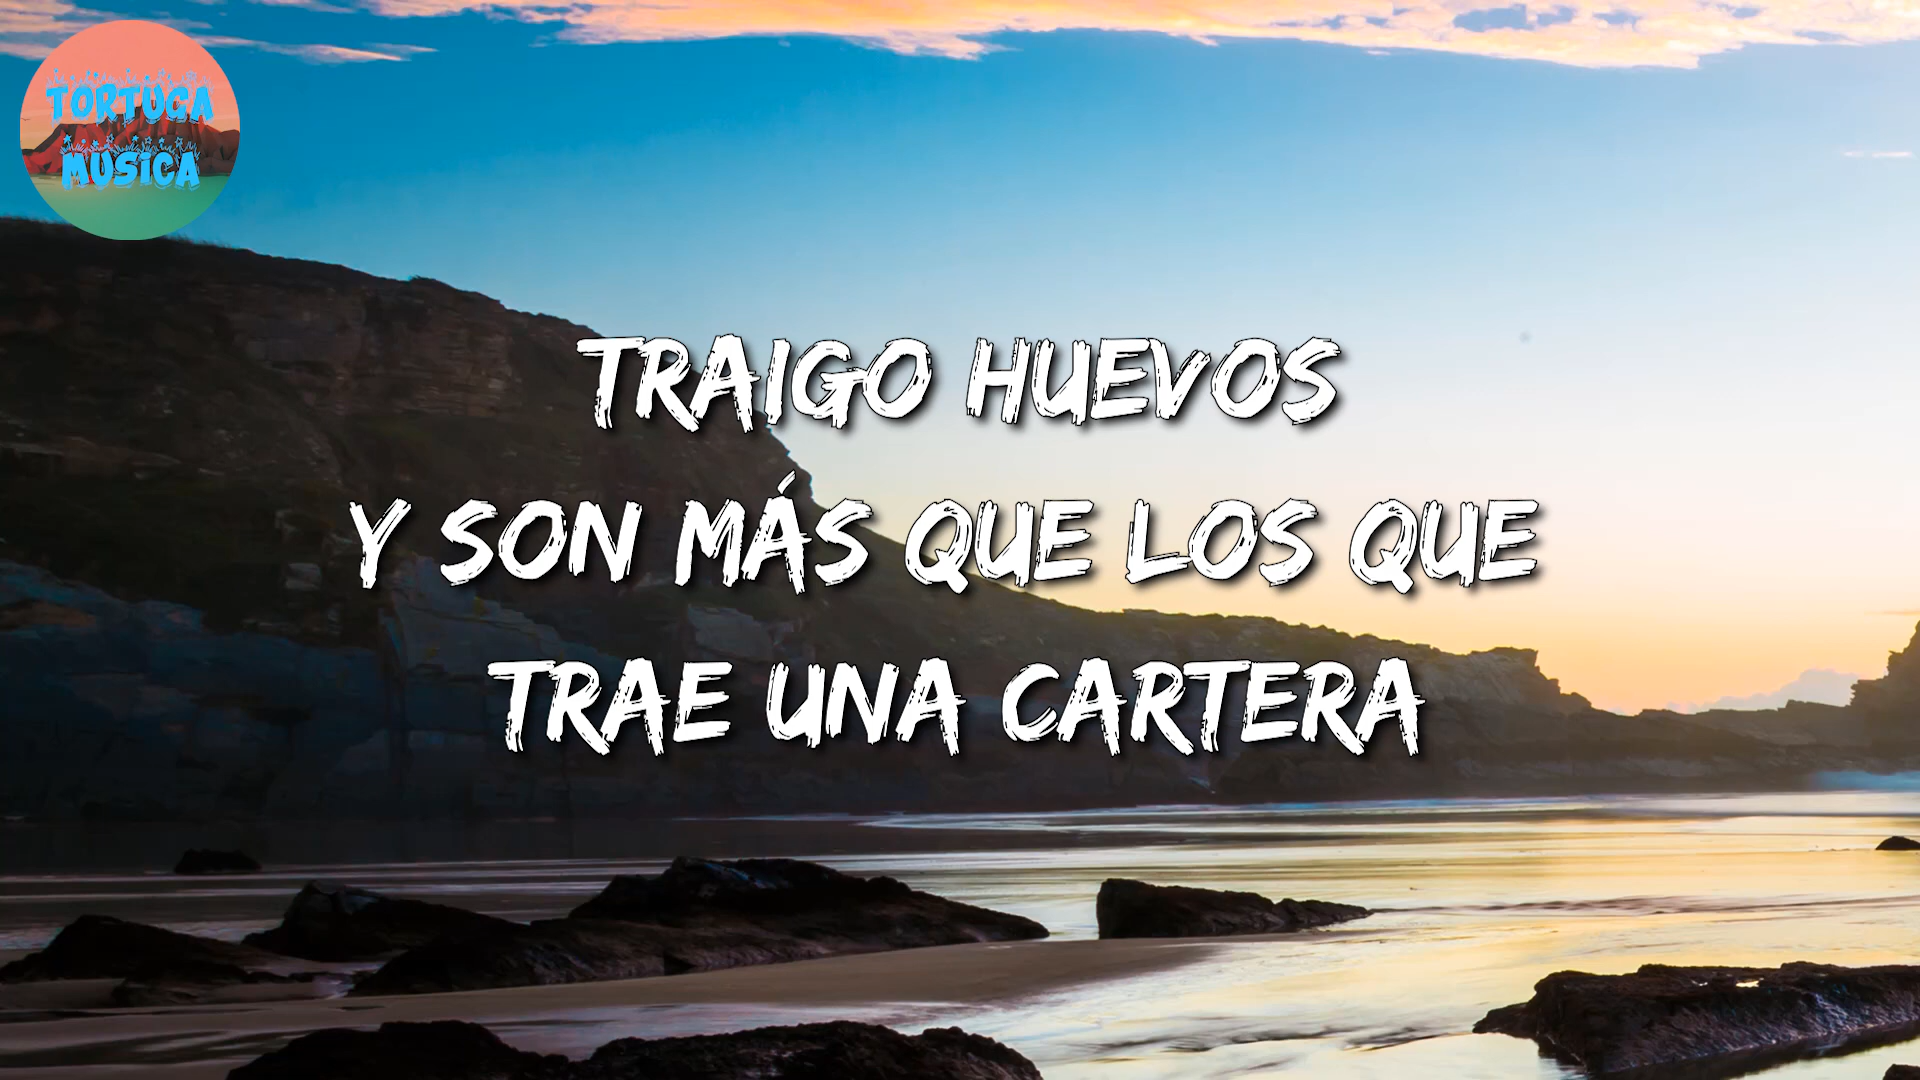 TORTUGA
MUSICA
TRAIGO HUEVOS
Y SON MÁS QUE LOS QUE
TRAE UNA CARTERA